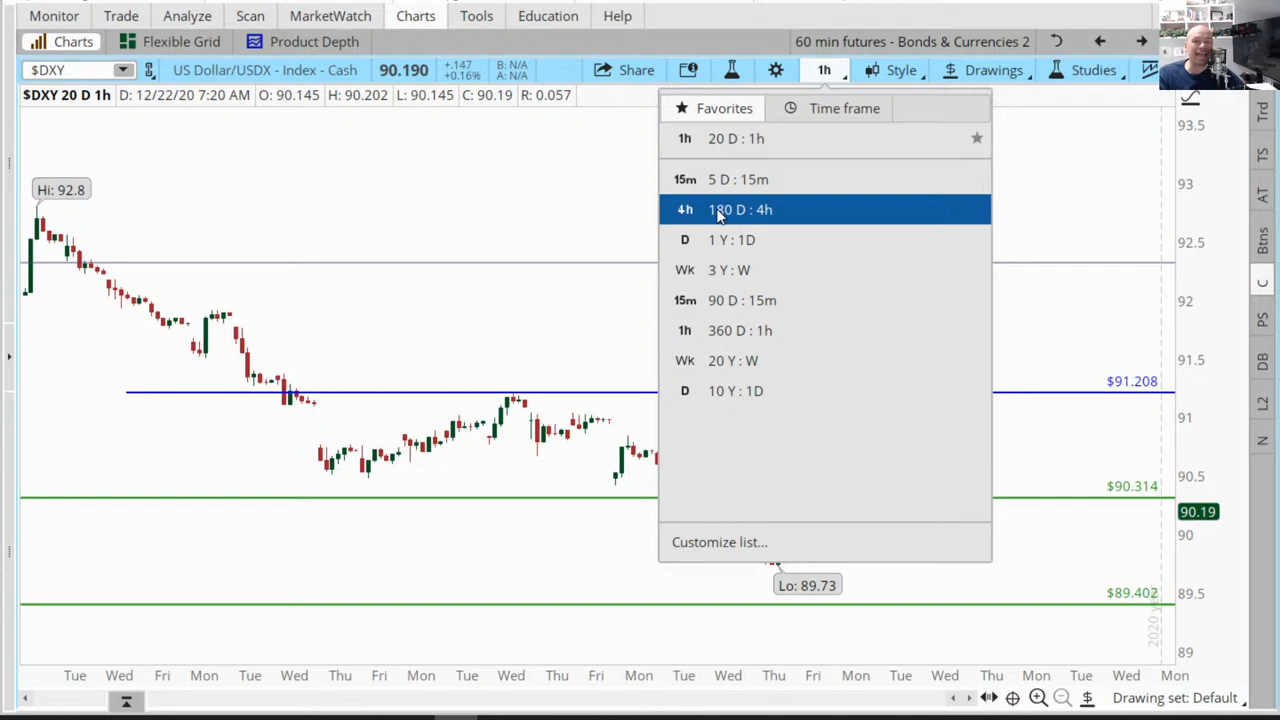 Monitor Trade Analyze Scan MarketWatch Charts Tools Education Help
Charts Flexible Grid Product Depth 60 min futures - Bonds & Currencies 2
$DXY US Dollar/USDX - Index - Cash 90.190 +.147 +0.16% A: N/A A: N/A Share 1h Style Drawings Studies
$DXY 20 D 1h D: 12/22/20 7:20 AM O: 90.145 H: 90.202 L: 90.145 C: 90.19 R: 0.057
Favorites Time frame
1h 20 D : 1h
15m 5 D : 15m
4h 180 D : 4h
D 1 Y : 1D
Wk 3 Y : W
15m 90 D : 15m
1h 360 D : 1h
Wk 20 Y : W
D 10 Y : 1D
Customize list...
Hi: 92.8
Lo: 89.73
$91.208
$90.314
$89.402
2020 year
93.5
93
92.5
92
91.5
91
90.5
90.19
90
89.5
89
Trd
TS
AT
Btns
C
PS
DB
L2
N
Tue Wed Fri Mon Tue Wed Thu Fri Mon Tue Wed Thu Fri Mon Tue Wed Thu Fri Mon Tue Wed Thu Mon Tue Wed Mon
Drawing set: Default